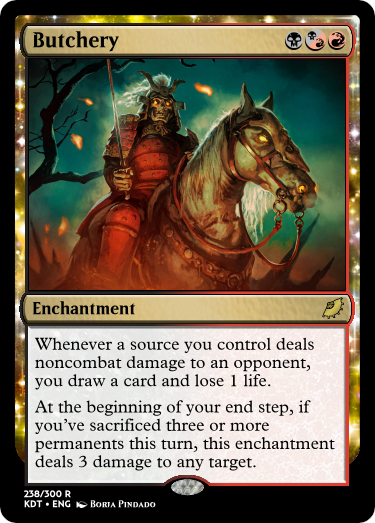 Butchery
Enchantment
Whenever a source you control deals
noncombat damage to an opponent,
you draw a card and lose 1 life.
At the beginning of your end step, if
you've sacrificed three or more
permanents this turn, this enchantment
deals 3 damage to any target.
238/300 R
KDT • ENG Borja Pindado